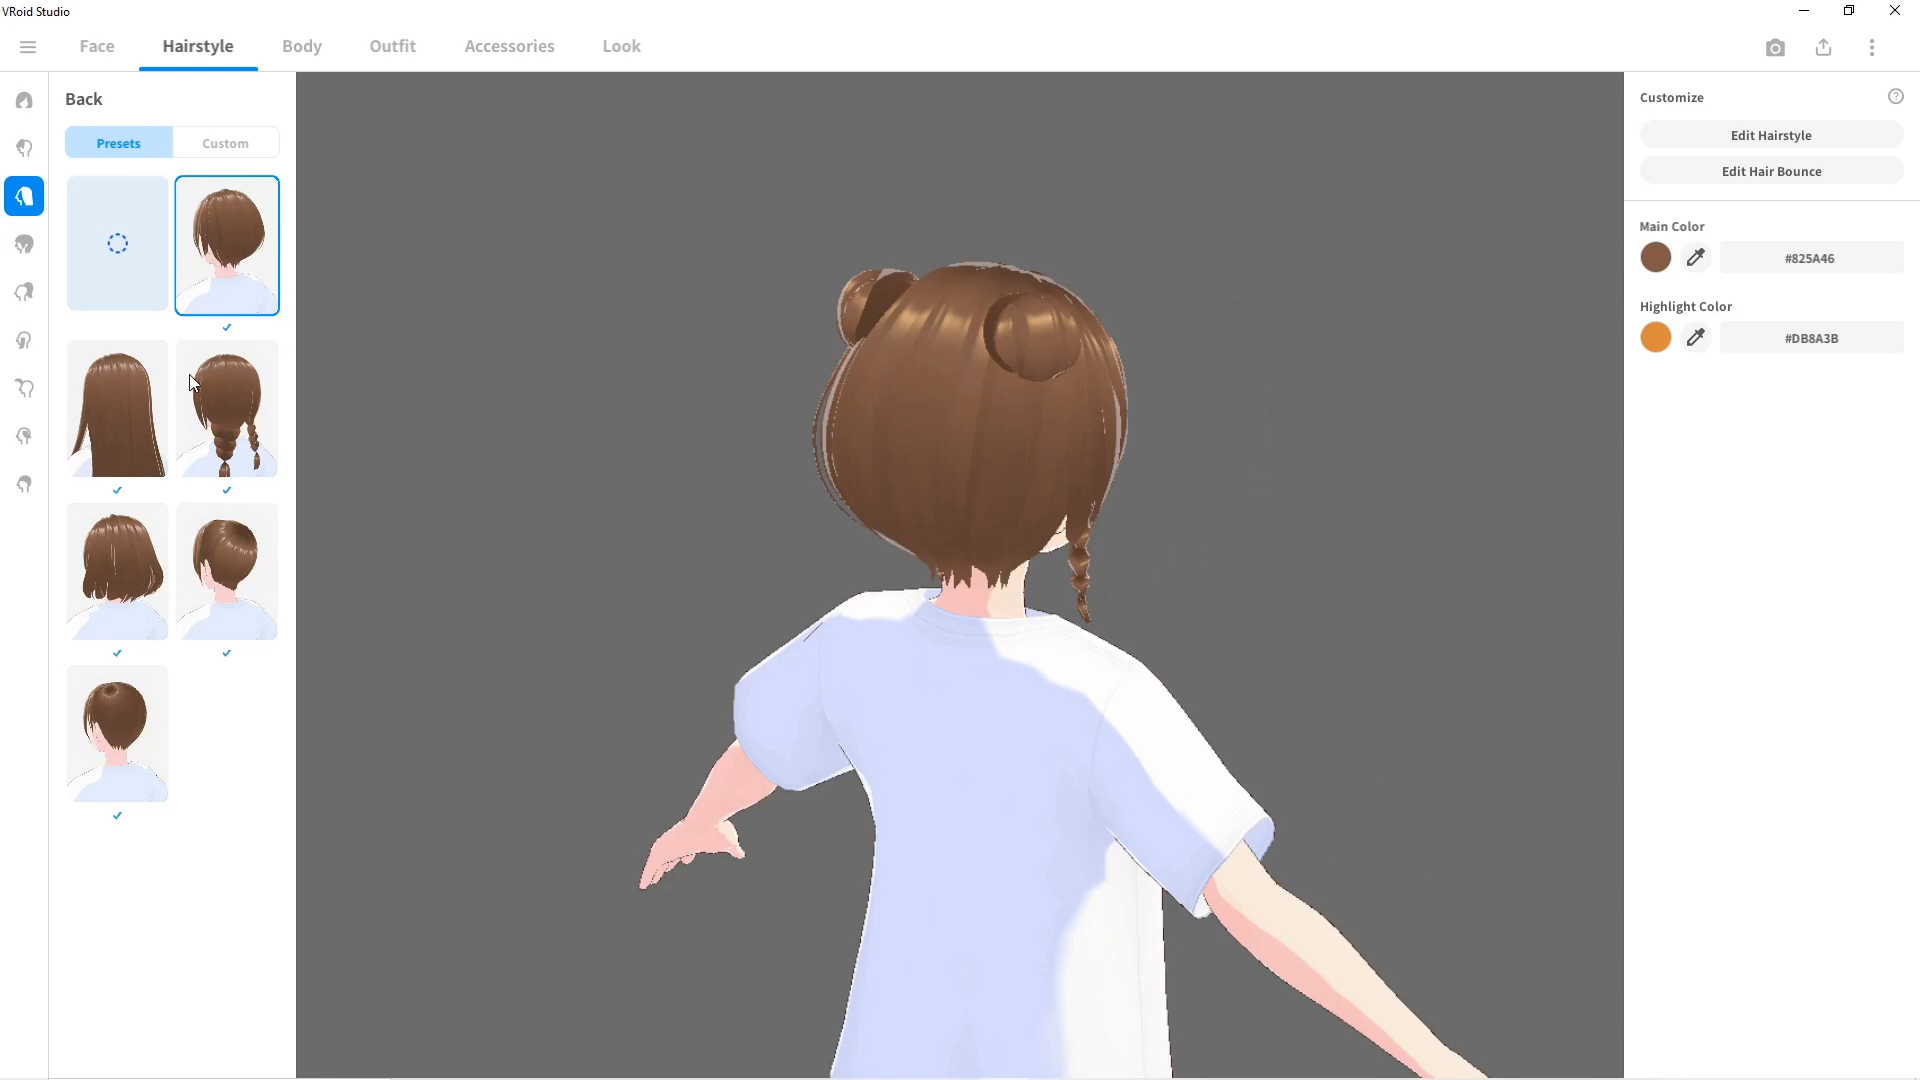 VRoid Studio
Face
Hairstyle
Body
Outfit
Accessories
Look
Back
Presets
Custom
Customize
?
Edit Hairstyle
Edit Hair Bounce
Main Color
#825A46
Highlight Color
#DB8A3B